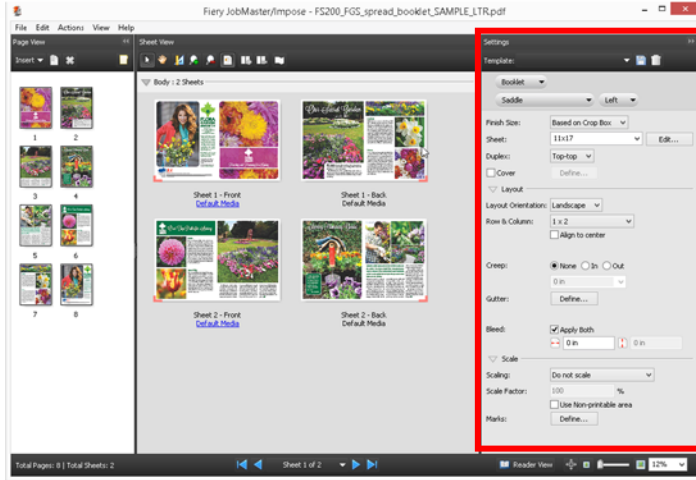 Fiery JobMaster/Impose - FS200_FGS_spread_booklet_SAMPLE_LTR.pdf
File Edit Actions View Help
Page View
Sheet View
Settings
Insert
Template:
Body : 2 Sheets
Booklet
Saddle Left
Finish Size: Based on Crop Box
Sheet: 11x17 Edit...
Duplex: Top-top
Cover Define...
Layout
Layout Orientation: Landscape
Row & Column: 1 x 2
Align to center
Creep: None In Out
0 in
Gutter: Define...
Bleed: Apply Both
0 in 0 in
Scale
Scaling: Do not scale
Scale Factor: 100 %
Use Non-printable area
Marks: Define...
1 2
3 4
5 6
7 8
Sheet 1 - Front
Default Media
Sheet 1 - Back
Default Media
Sheet 2 - Front
Default Media
Sheet 2 - Back
Default Media
Total Pages: 8 | Total Sheets: 2
Sheet 1 of 2
Reader View
12%